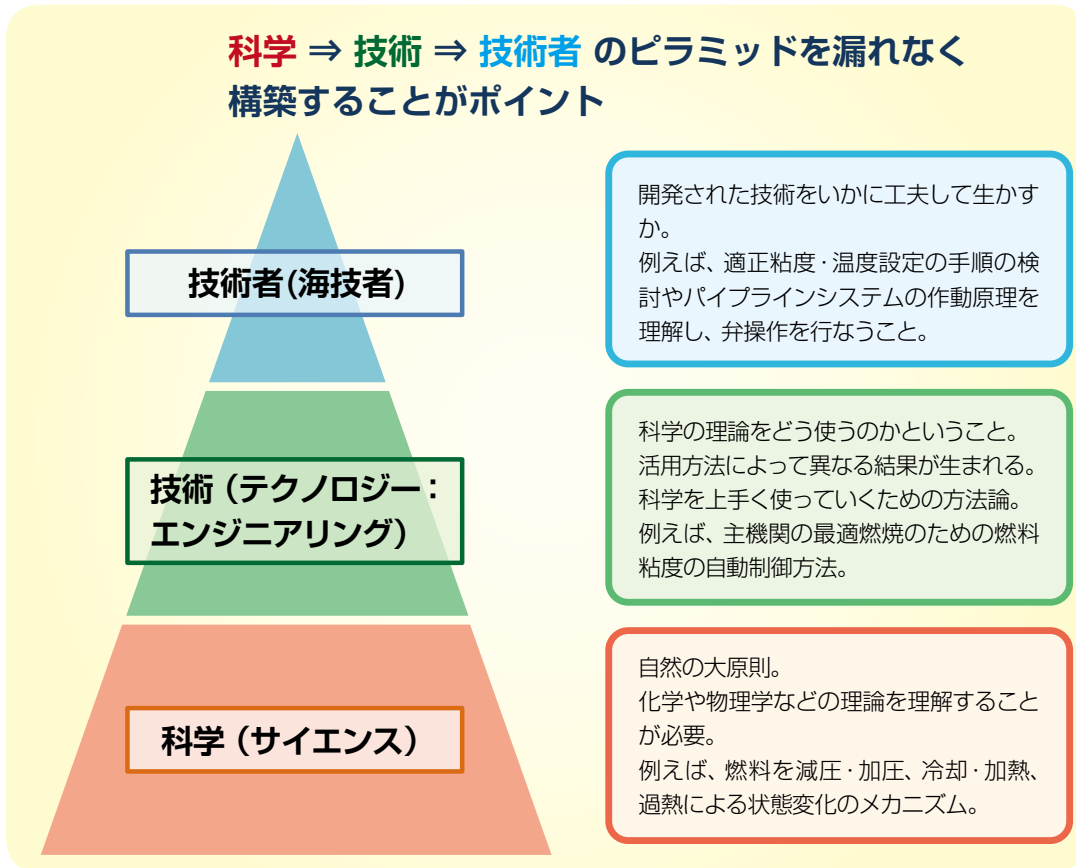 科学 ⇒ 技術 ⇒ 技術者 のピラミッドを漏れなく
構築することがポイント
技術者(海技者)
開発された技術をいかに工夫して生かす
か。
例えば、適正粘度・温度設定の手順の検
討やパイプラインシステムの作動原理を
理解し、弁操作を行なうこと。
技術（テクノロジー：
エンジニアリング）
科学の理論をどう使うのかということ。
活用方法によって異なる結果が生まれる。
科学を上手く使っていくための方法論。
例えば、主機関の最適燃焼のための燃料
粘度の自動制御方法。
科学（サイエンス）
自然の大原則。
化学や物理学などの理論を理解すること
が必要。
例えば、燃料を減圧・加圧、冷却・加熱、
過熱による状態変化のメカニズム。